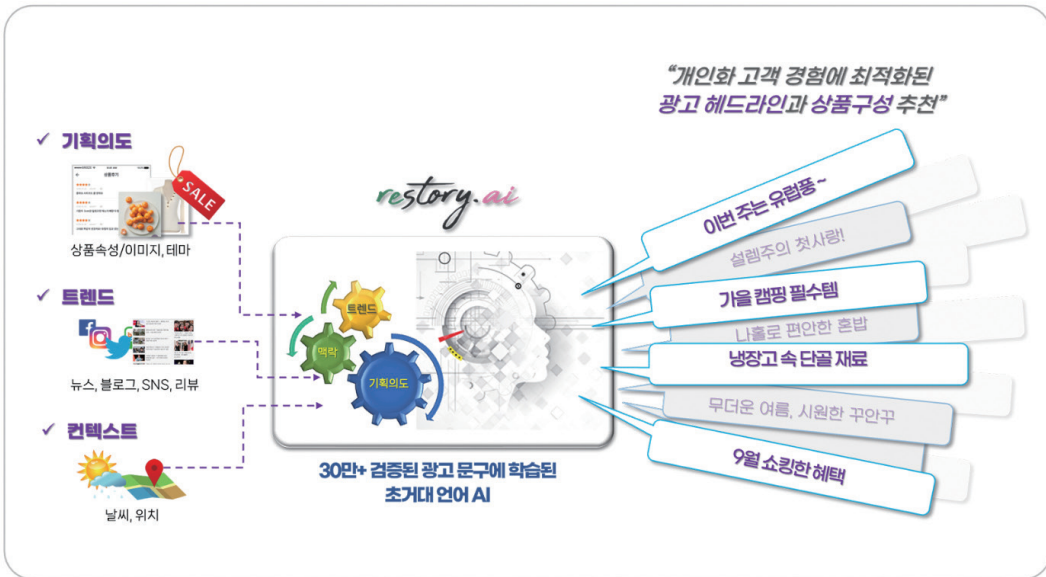 "개인화 고객 경험에 최적화된
광고 헤드라인과 상품구성 추천"
✓ 기획의도
상품후기
SALE
상품속성/이미지, 테마
✓ 트렌드
뉴스, 블로그, SNS, 리뷰
✓ 컨텍스트
날씨, 위치
restory.ai
트렌드
맥락
기획의도
30만+ 검증된 광고 문구에 학습된
초거대 언어 AI
이번 주는 유럽풍 ~
설렘주의 첫사랑!
가을 캠핑 필수템
나홀로 편안한 혼밥
냉장고 속 단골 재료
무더운 여름, 시원한 꾸안꾸
9월 쇼킹한 혜택